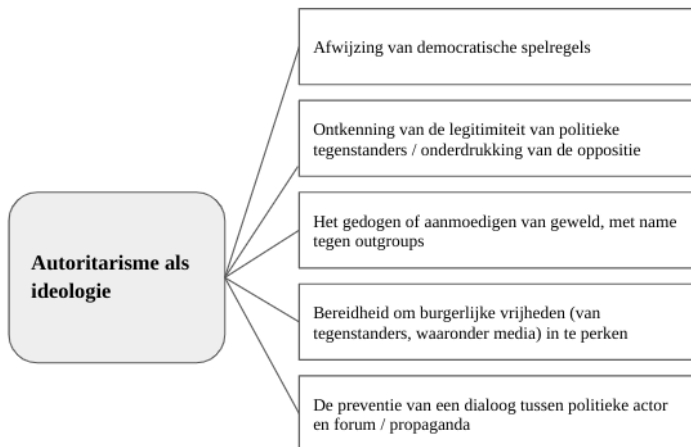 Autoritarisme als
ideologie
Afwijzing van democratische spelregels
Ontkenning van de legitimiteit van politieke
tegenstanders / onderdrukking van de oppositie
Het gedogen of aanmoedigen van geweld, met name
tegen outgroups
Bereidheid om burgerlijke vrijheden (van
tegenstanders, waaronder media) in te perken
De preventie van een dialoog tussen politieke actor
en forum / propaganda